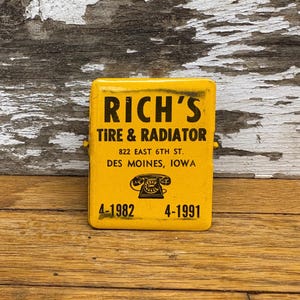 RICH'S
TIRE & RADIATOR
822 EAST 6TH ST.
DES MOINES, IOWA
4-1982 4-1991